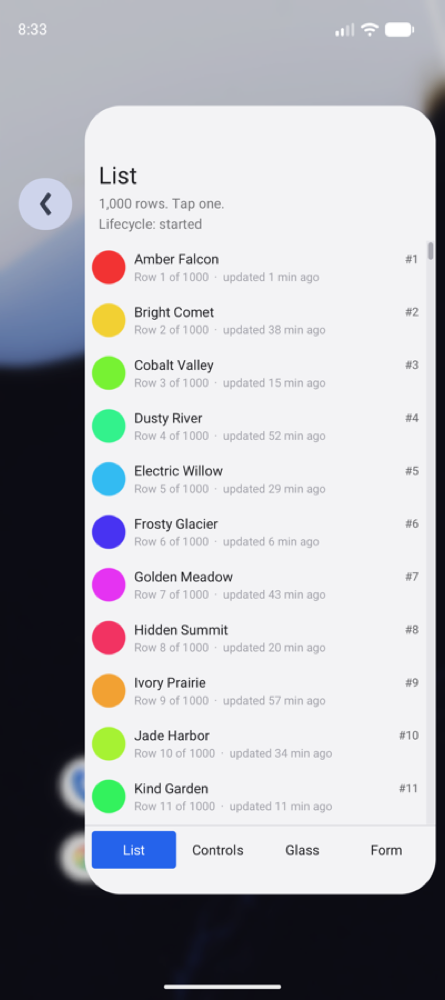 8:33
List
1,000 rows. Tap one.
Lifecycle: started
Amber Falcon
#1
Row 1 of 1000 · updated 1 min ago
Bright Comet
#2
Row 2 of 1000 · updated 38 min ago
Cobalt Valley
#3
Row 3 of 1000 · updated 15 min ago
Dusty River
#4
Row 4 of 1000 · updated 52 min ago
Electric Willow
#5
Row 5 of 1000 · updated 29 min ago
Frosty Glacier
#6
Row 6 of 1000 · updated 6 min ago
Golden Meadow
#7
Row 7 of 1000 · updated 43 min ago
Hidden Summit
#8
Row 8 of 1000 · updated 20 min ago
Ivory Prairie
#9
Row 9 of 1000 · updated 57 min ago
Jade Harbor
#10
Row 10 of 1000 · updated 34 min ago
Kind Garden
#11
Row 11 of 1000 · updated 11 min ago
List Controls Glass Form